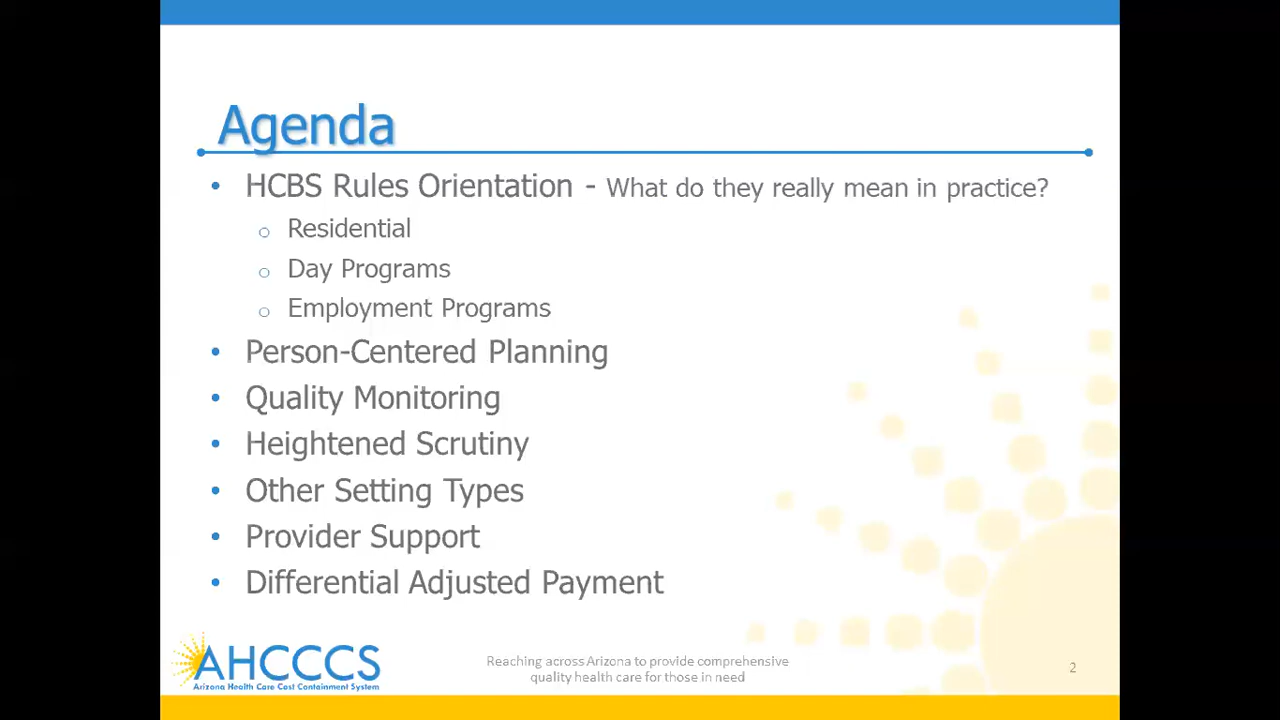 Agenda
• HCBS Rules Orientation - What do they really mean in practice?
o Residential
o Day Programs
o Employment Programs
• Person-Centered Planning
• Quality Monitoring
• Heightened Scrutiny
• Other Setting Types
• Provider Support
• Differential Adjusted Payment
AHCCCS
Arizona Health Care Cost Containment System
Reaching across Arizona to provide comprehensive
quality health care for those in need
2